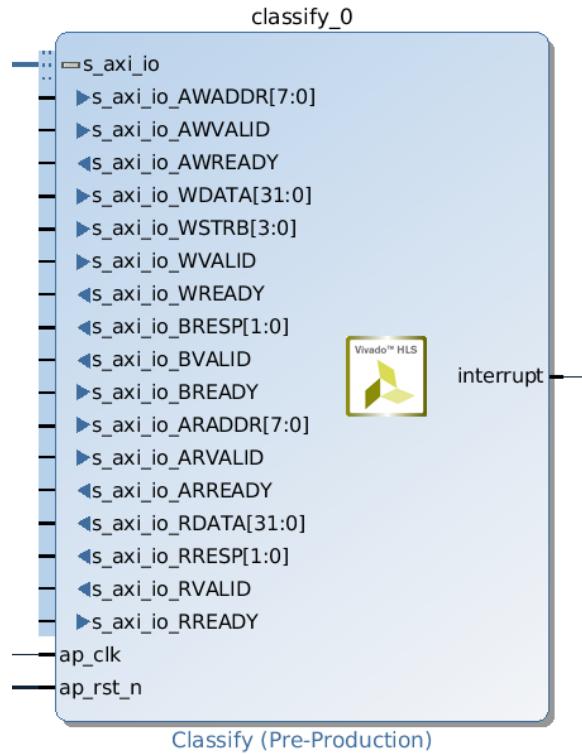 classify_0
s_axi_io
s_axi_io_AWADDR[7:0]
s_axi_io_AWVALID
s_axi_io_AWREADY
s_axi_io_WDATA[31:0]
s_axi_io_WSTRB[3:0]
s_axi_io_WVALID
s_axi_io_WREADY
s_axi_io_BRESP[1:0]
s_axi_io_BVALID
s_axi_io_BREADY
s_axi_io_ARADDR[7:0]
s_axi_io_ARVALID
s_axi_io_ARREADY
s_axi_io_RDATA[31:0]
s_axi_io_RRESP[1:0]
s_axi_io_RVALID
s_axi_io_RREADY
ap_clk
ap_rst_n
Vivado™ HLS
interrupt
Classify (Pre-Production)